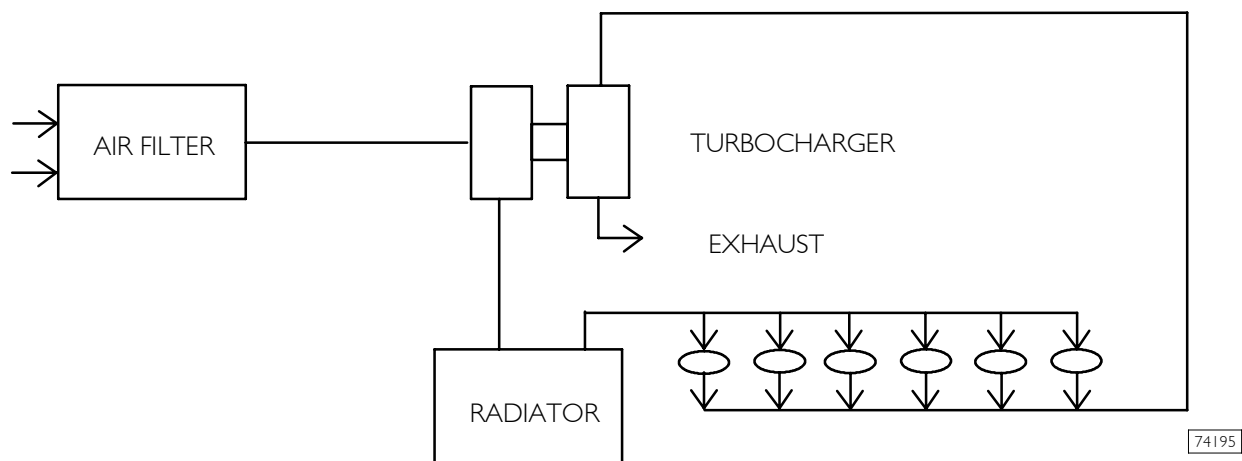 AIR FILTER
TURBOCHARGER
EXHAUST
RADIATOR
74195